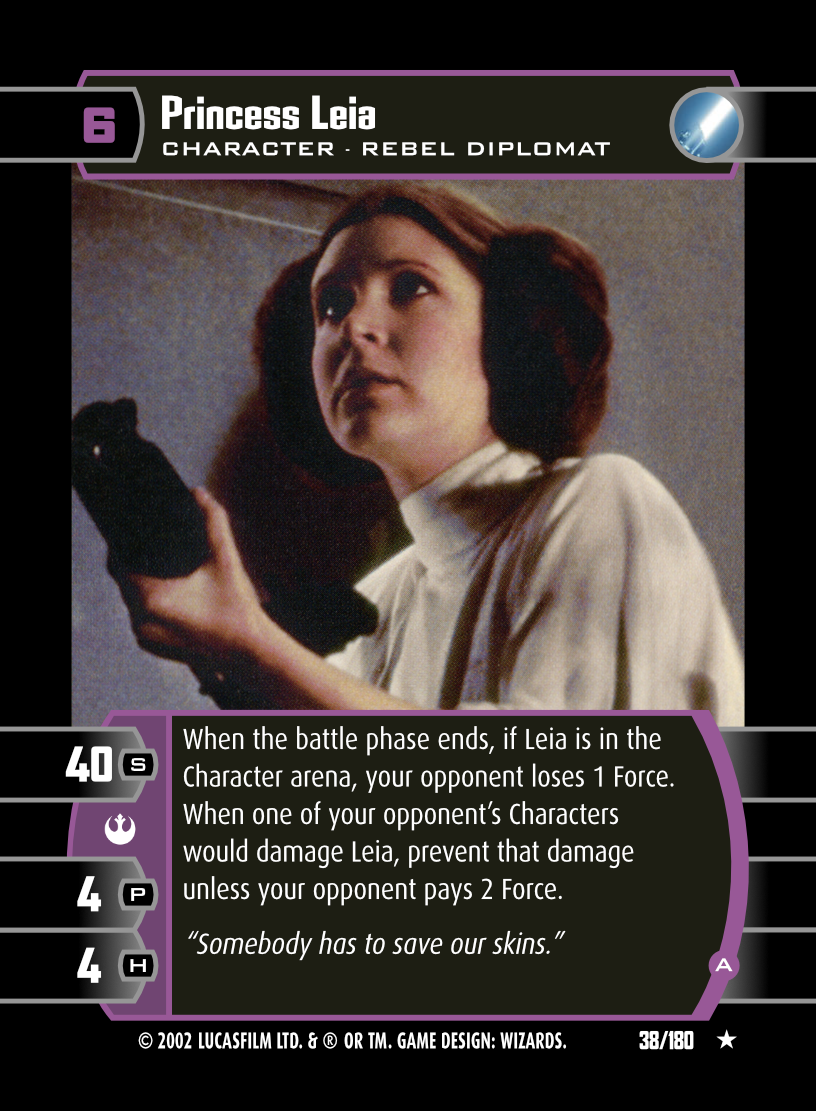 6
Princess Leia
CHARACTER - REBEL DIPLOMAT
When the battle phase ends, if Leia is in the
Character arena, your opponent loses 1 Force.
When one of your opponent's Characters
would damage Leia, prevent that damage
unless your opponent pays 2 Force.
"Somebody has to save our skins."
40 S
4 P
4 H
A
© 2002 LUCASFILM LTD. & ® OR TM. GAME DESIGN: WIZARDS.
38/180